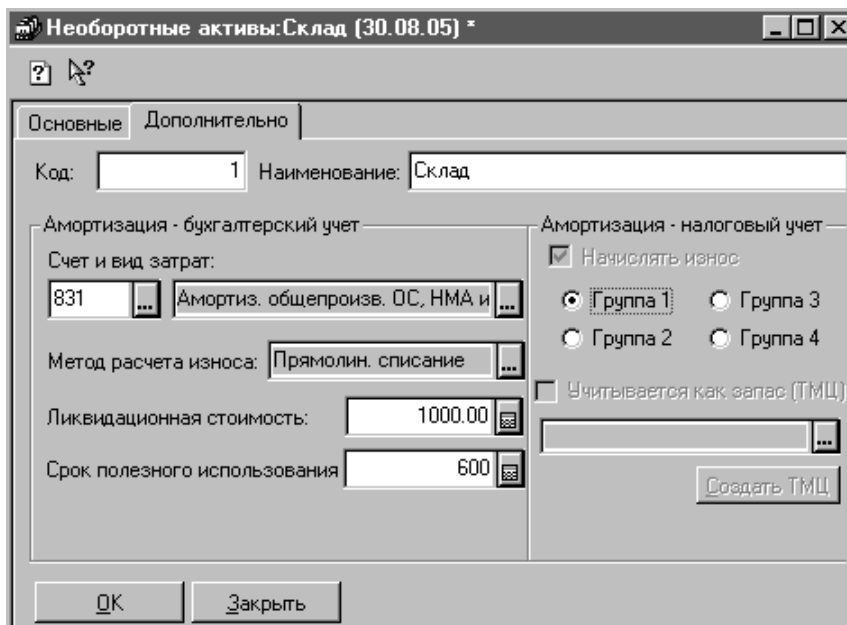 Необоротные активы:Склад (30.08.05) *
Основные Дополнительно
Код: 1 Наименование: Склад
Амортизация - бухгалтерский учет
Счет и вид затрат:
831 ... Амортиз. общепроизв. ОС, НМА и ...
Метод расчета износа: Прямолин. списание ...
Ликвидационная стоимость: 1000.00
Срок полезного использования 600
Амортизация - налоговый учет
Начислять износ
Группа 1 Группа 3
Группа 2 Группа 4
Учитывается как запас (ТМЦ)
...
Создать ТМЦ
OK Закрыть